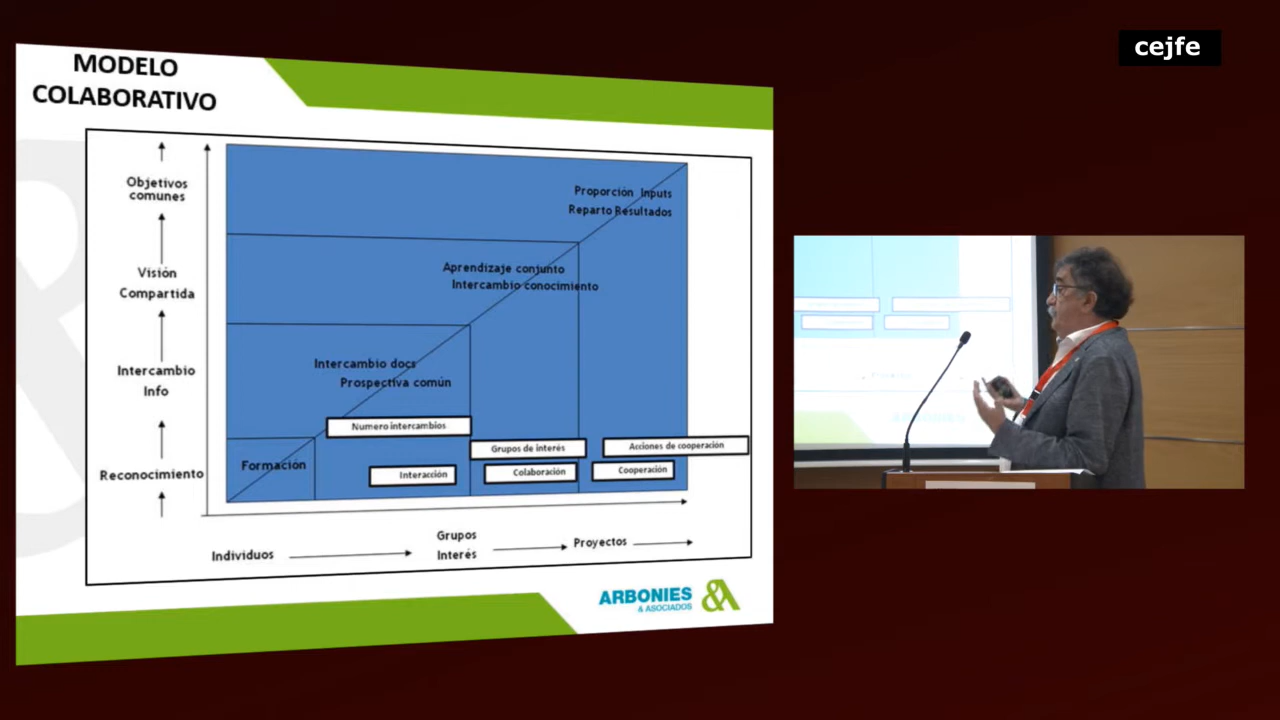 cejfe
MODELO
COLABORATIVO
Objetivos
comunes
Visión
Compartida
Intercambio
Info
Reconocimiento
Proporción Inputs
Reparto Resultados
Aprendizaje conjunto
Intercambio conocimiento
Intercambio docs
Prospectiva común
Numero intercambios
Grupos de interés
Acciones de cooperación
Formación
Interacción
Colaboración
Cooperación
Individuos
Grupos
Interés
Proyectos
ARBONIES
& ASOCIADOS